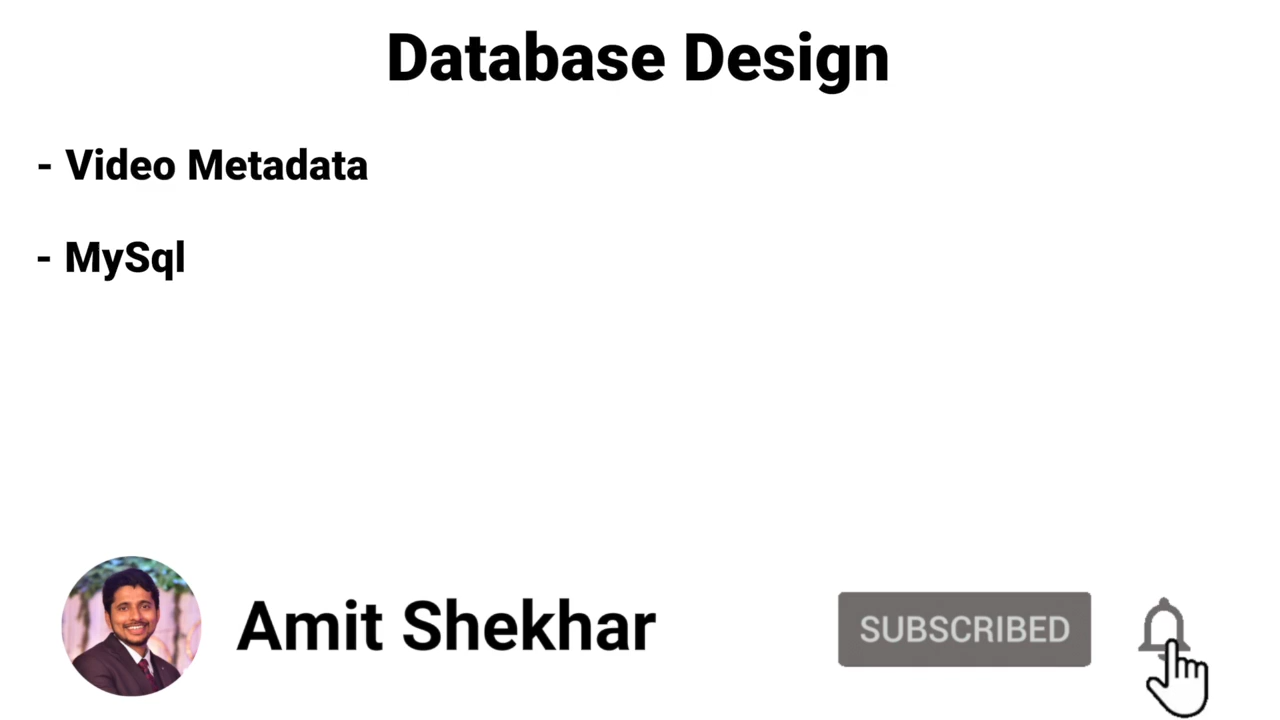 Database Design
- Video Metadata
- MySql
Amit Shekhar
SUBSCRIBED